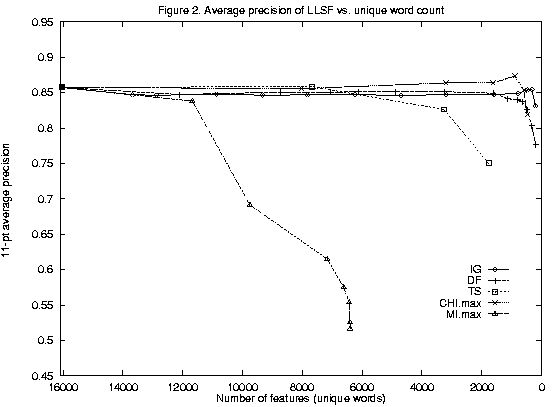 Figure 2. Average precision of LLSF vs. unique word count
0.95
0.9
0.85
0.8
0.75
0.7
0.65
0.6
0.55
0.5
0.45
11-pt average precision
IG
DF
TS
CHI.max
MI.max
16000 14000 12000 10000 8000 6000 4000 2000 0
Number of features (unique words)